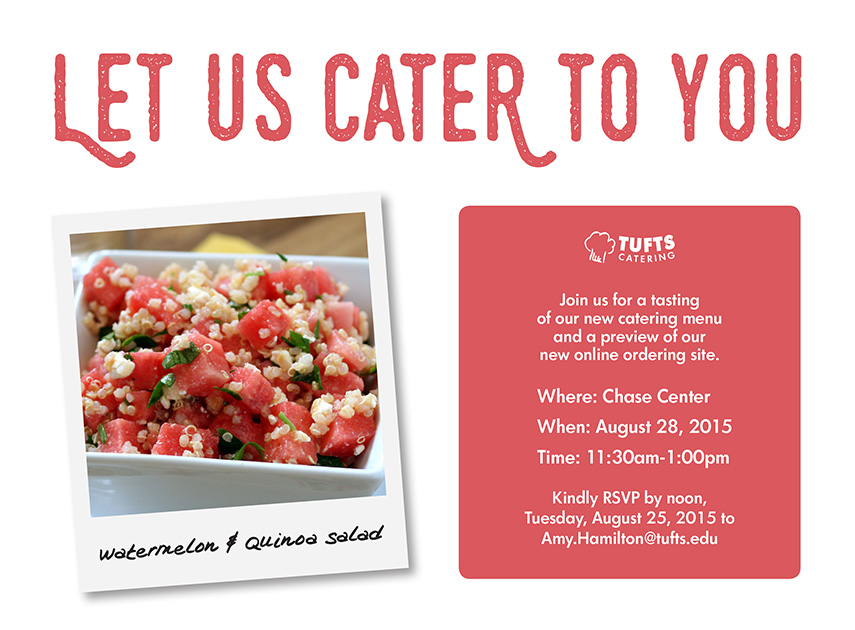 LET US CATER TO YOU
watermelon & Quinoa salad
TUFTS
CATERING
Join us for a tasting
of our new catering menu
and a preview of our
new online ordering site.
Where: Chase Center
When: August 28, 2015
Time: 11:30am-1:00pm
Kindly RSVP by noon,
Tuesday, August 25, 2015 to
Amy.Hamilton@tufts.edu